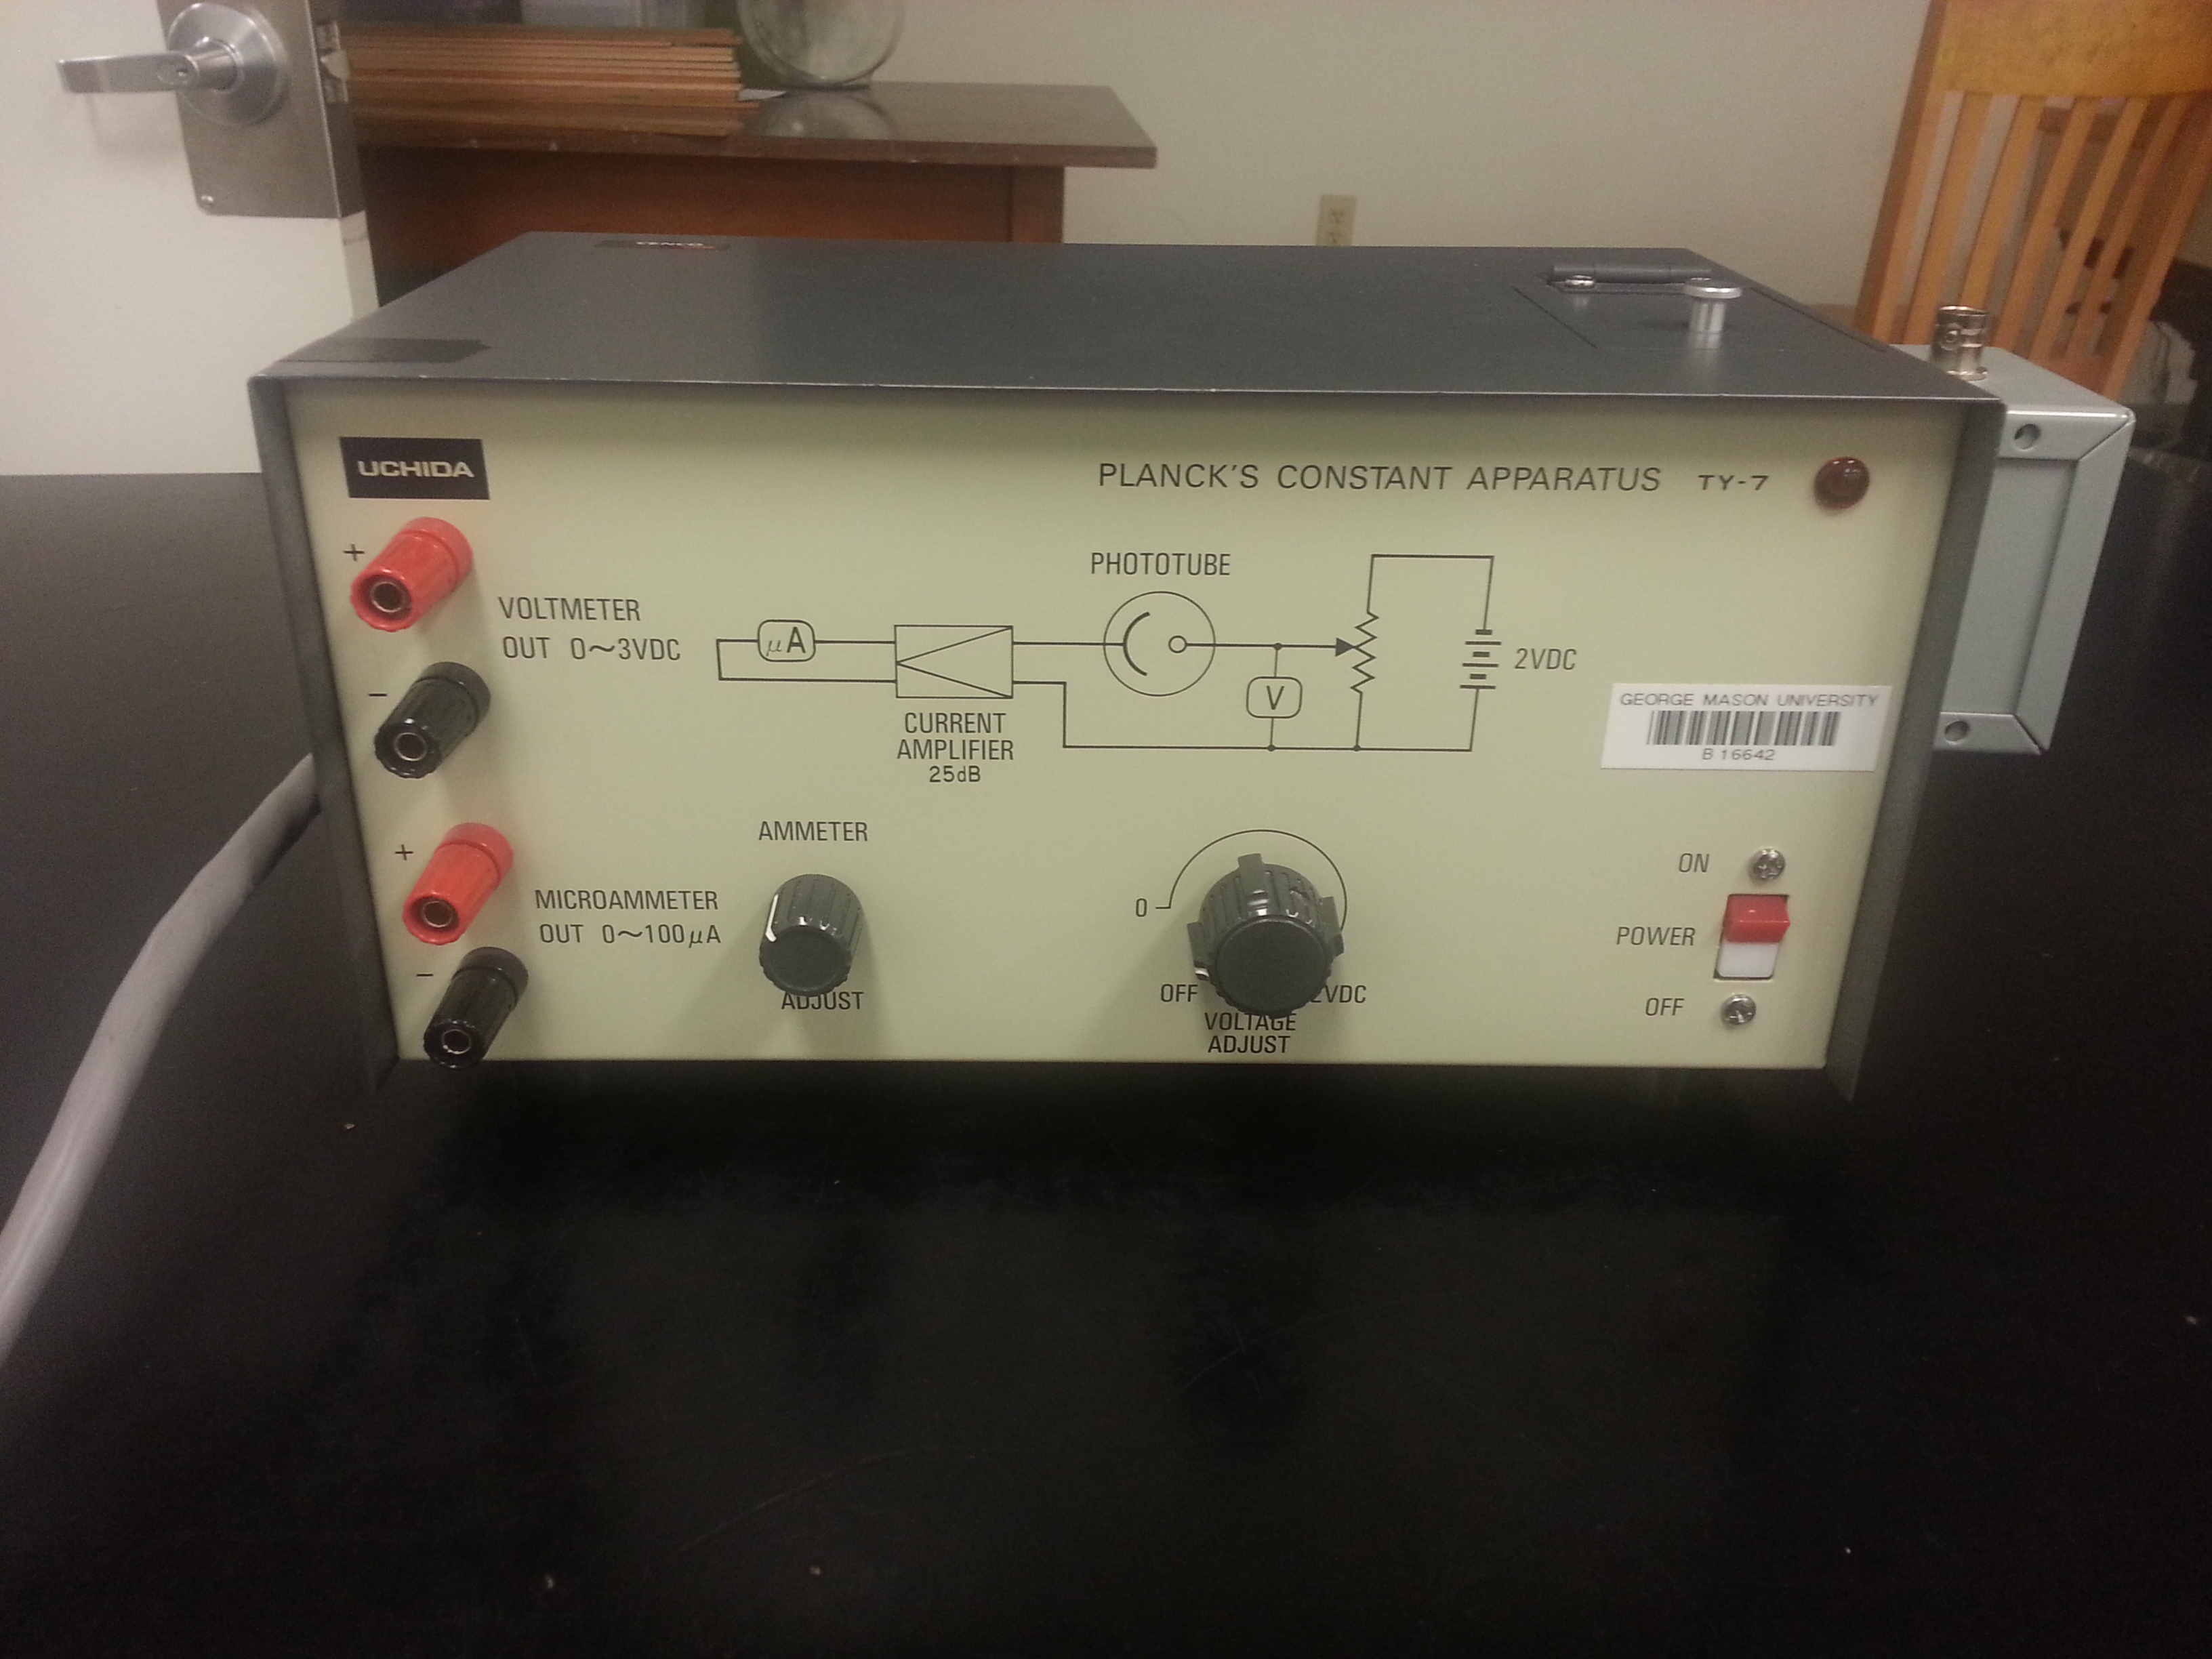 UCHIDA
PLANCK'S CONSTANT APPARATUS TY-7
+
VOLTMETER
OUT 0~3VDC
−
PHOTOTUBE
μA
V
2VDC
CURRENT
AMPLIFIER
25dB
GEORGE MASON UNIVERSITY
B 16642
+
MICROAMMETER
OUT 0~100μA
−
AMMETER
ADJUST
0
OFF
2VDC
VOLTAGE
ADJUST
ON
POWER
OFF